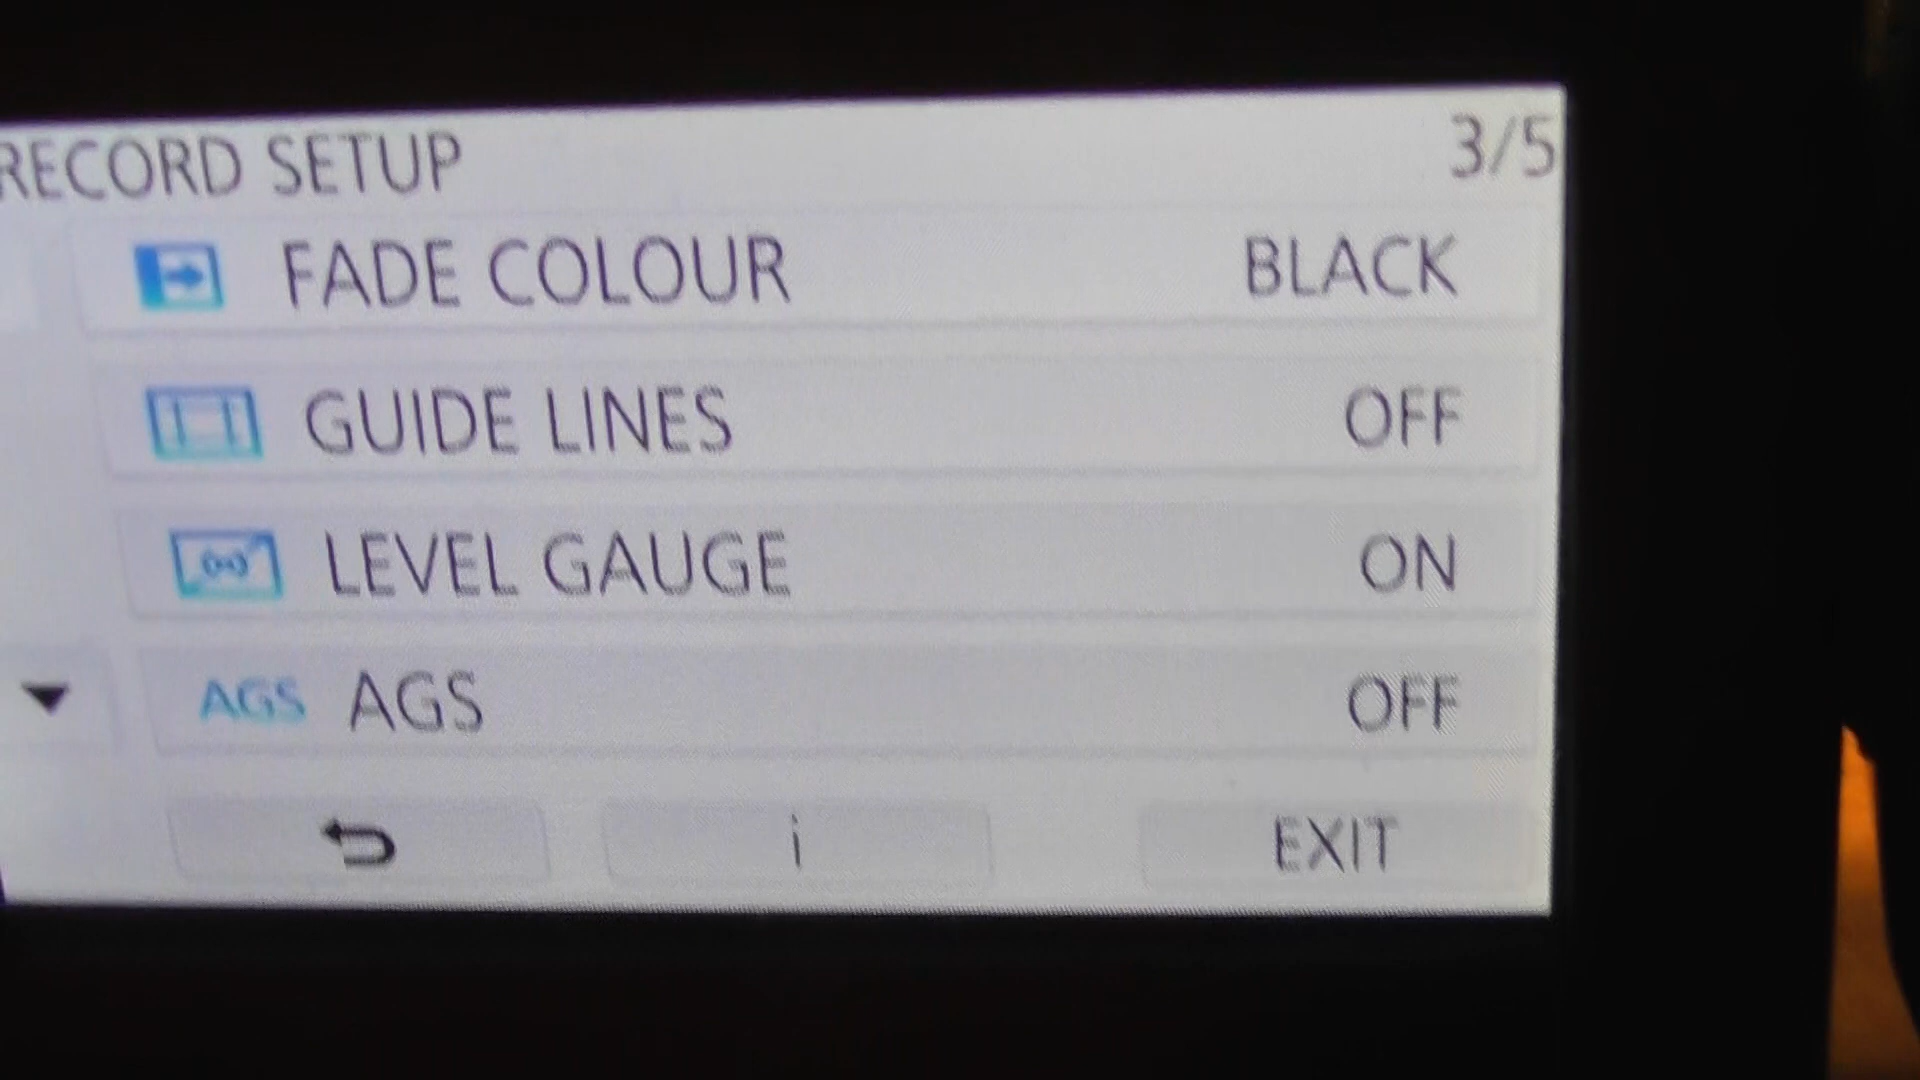 RECORD SETUP 3/5
FADE COLOUR BLACK
GUIDE LINES OFF
LEVEL GAUGE ON
AGS AGS OFF
i EXIT